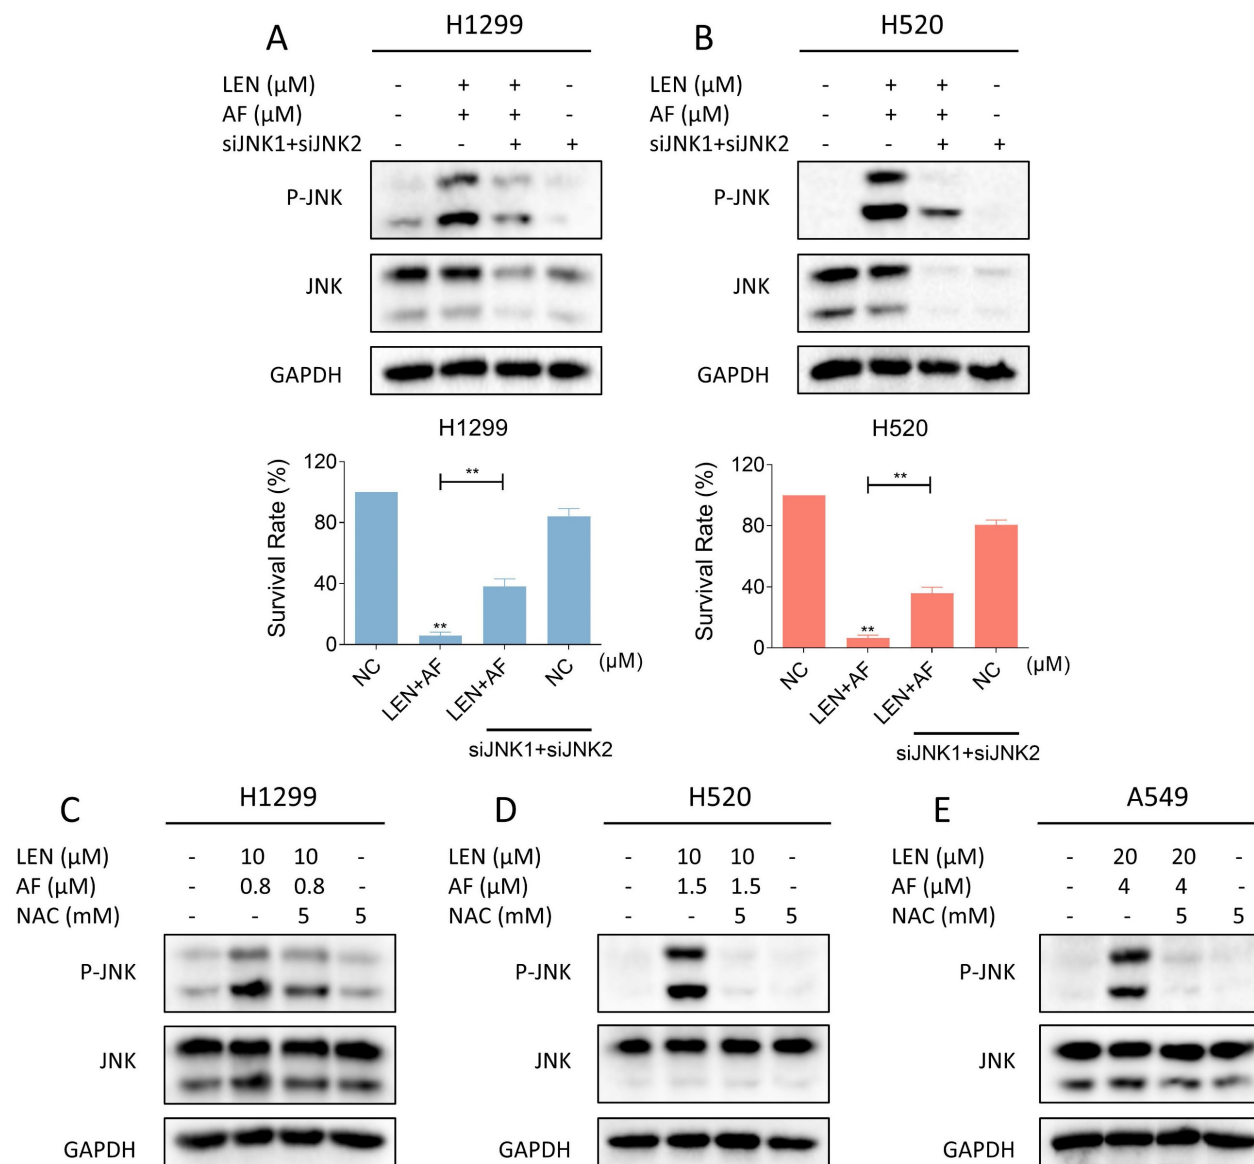 A H1299
LEN (μM) - + + -
AF (μM) - + + -
siJNK1+siJNK2 - - + +
P-JNK
JNK
GAPDH
H1299
Survival Rate (%)
120
80
40
0
**
**
NC LEN+AF LEN+AF NC (μM)
siJNK1+siJNK2
B H520
LEN (μM) - + + -
AF (μM) - + + -
siJNK1+siJNK2 - - + +
P-JNK
JNK
GAPDH
H520
Survival Rate (%)
120
80
40
0
**
**
NC LEN+AF LEN+AF NC (μM)
siJNK1+siJNK2
C H1299
LEN (μM) - 10 10 -
AF (μM) - 0.8 0.8 -
NAC (mM) - - 5 5
P-JNK
JNK
GAPDH
D H520
LEN (μM) - 10 10 -
AF (μM) - 1.5 1.5 -
NAC (mM) - - 5 5
P-JNK
JNK
GAPDH
E A549
LEN (μM) - 20 20 -
AF (μM) - 4 4 -
NAC (mM) - - 5 5
P-JNK
JNK
GAPDH